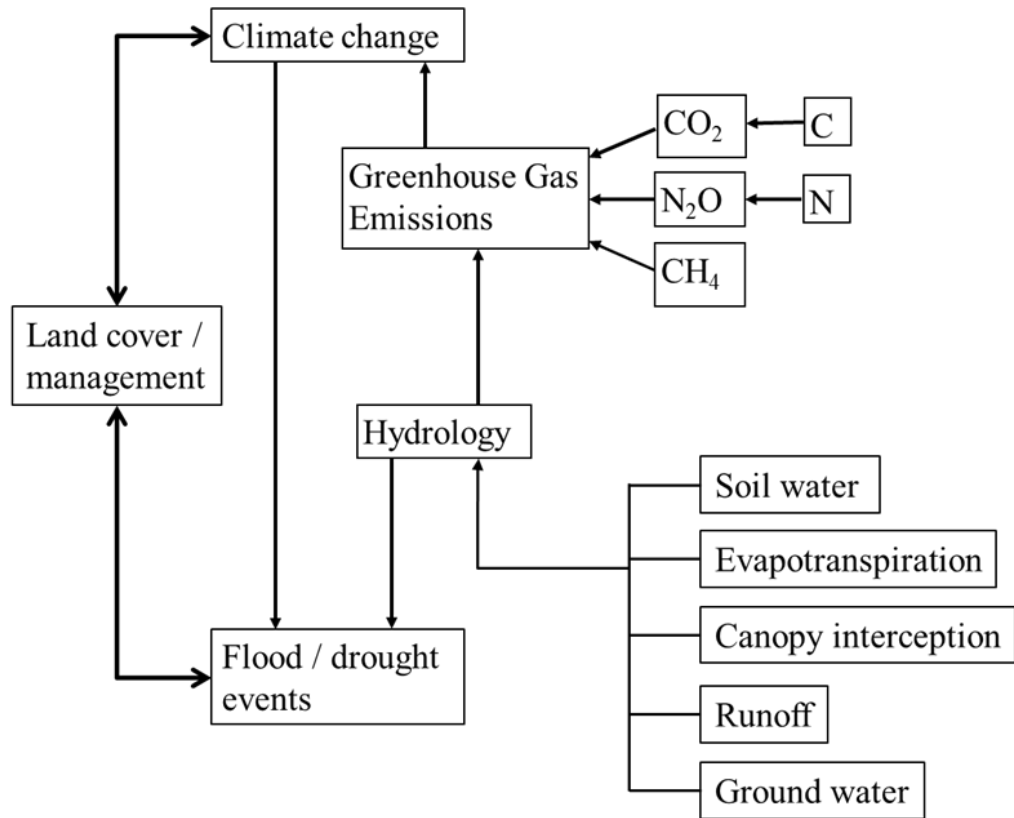 Climate change
CO₂
C
Greenhouse Gas
Emissions
N₂O
N
CH₄
Land cover /
management
Hydrology
Soil water
Evapotranspiration
Canopy interception
Flood / drought
events
Runoff
Ground water